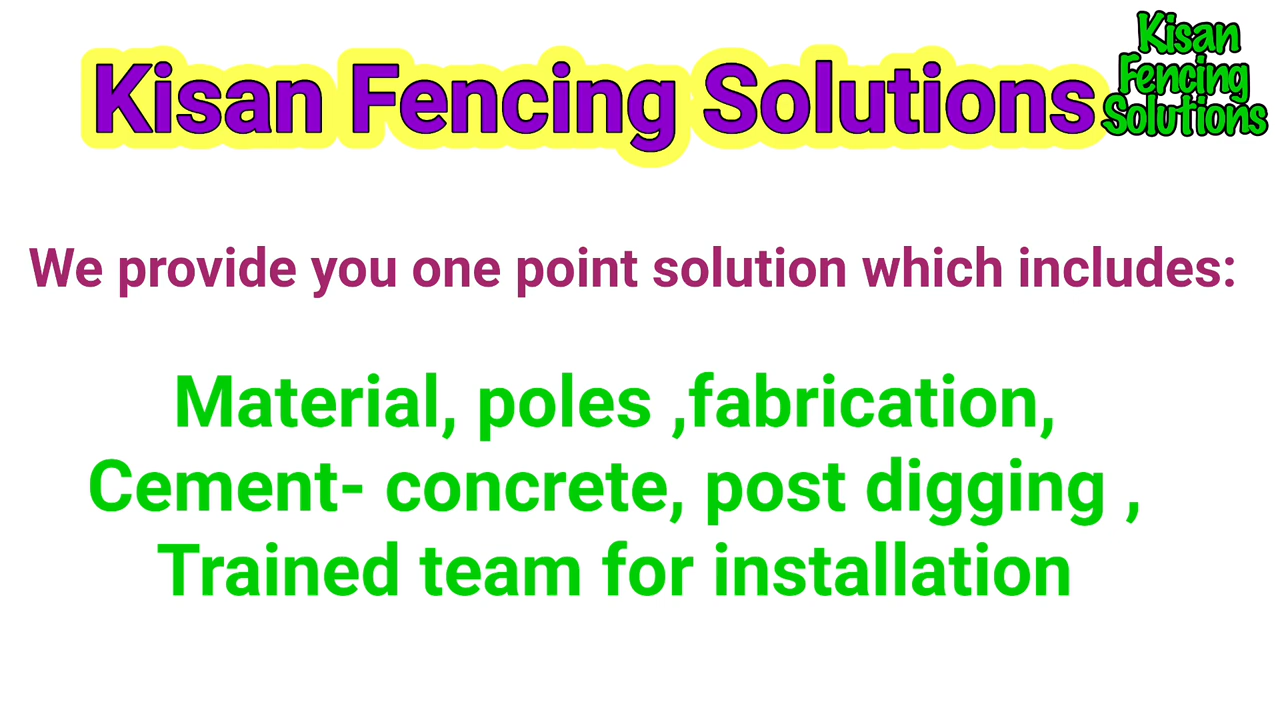 Kisan Fencing Solutions
Kisan
Fencing
Solutions
We provide you one point solution which includes:
Material, poles ,fabrication,
Cement- concrete, post digging ,
Trained team for installation